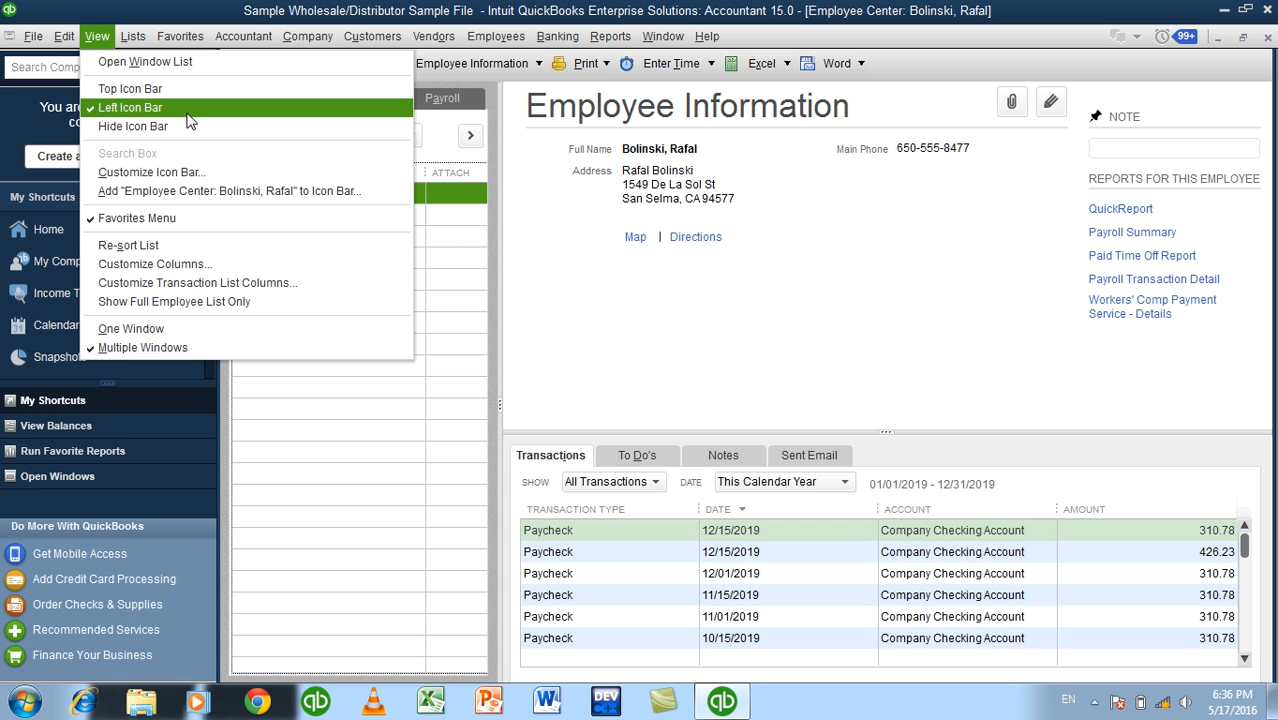 Sample Wholesale/Distributor Sample File - Intuit QuickBooks Enterprise Solutions: Accountant 15.0 - [Employee Center: Bolinski, Rafal]
File Edit View Lists Favorites Accountant Company Customers Vendors Employees Banking Reports Window Help
99+
Search Comp
Employee Information Print Enter Time Excel Word
You are
Create a
My Shortcuts
Home
My Comp
Income T
Calendar
Snapsho
My Shortcuts
View Balances
Run Favorite Reports
Open Windows
Do More With QuickBooks
Get Mobile Access
Add Credit Card Processing
Order Checks & Supplies
Recommended Services
Finance Your Business
Open Window List
Top Icon Bar
Left Icon Bar
Hide Icon Bar
Search Box
Customize Icon Bar...
Add "Employee Center: Bolinski, Rafal" to Icon Bar...
Favorites Menu
Re-sort List
Customize Columns...
Customize Transaction List Columns...
Show Full Employee List Only
One Window
Multiple Windows
Payroll
ATTACH
Employee Information
Full Name Bolinski, Rafal
Main Phone 650-555-8477
Address Rafal Bolinski
1549 De La Sol St
San Selma, CA 94577
Map | Directions
NOTE
REPORTS FOR THIS EMPLOYEE
QuickReport
Payroll Summary
Paid Time Off Report
Payroll Transaction Detail
Workers' Comp Payment
Service - Details
Transactions To Do's Notes Sent Email
SHOW All Transactions DATE This Calendar Year 01/01/2019 - 12/31/2019
TRANSACTION TYPE DATE ACCOUNT AMOUNT
Paycheck 12/15/2019 Company Checking Account 310.78
Paycheck 12/15/2019 Company Checking Account 426.23
Paycheck 12/01/2019 Company Checking Account 310.78
Paycheck 11/15/2019 Company Checking Account 310.78
Paycheck 11/01/2019 Company Checking Account 310.78
Paycheck 10/15/2019 Company Checking Account 310.78
DEV
EN
6:36 PM
5/17/2016